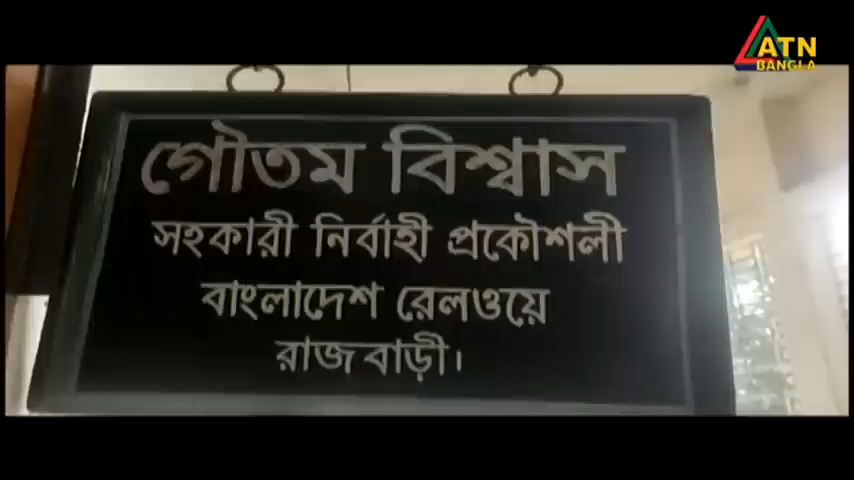 ATN
BANGLA
গৌতম বিশ্বাস
সহকারী নির্বাহী প্রকৌশলী
বাংলাদেশ রেলওয়ে
রাজবাড়ী।